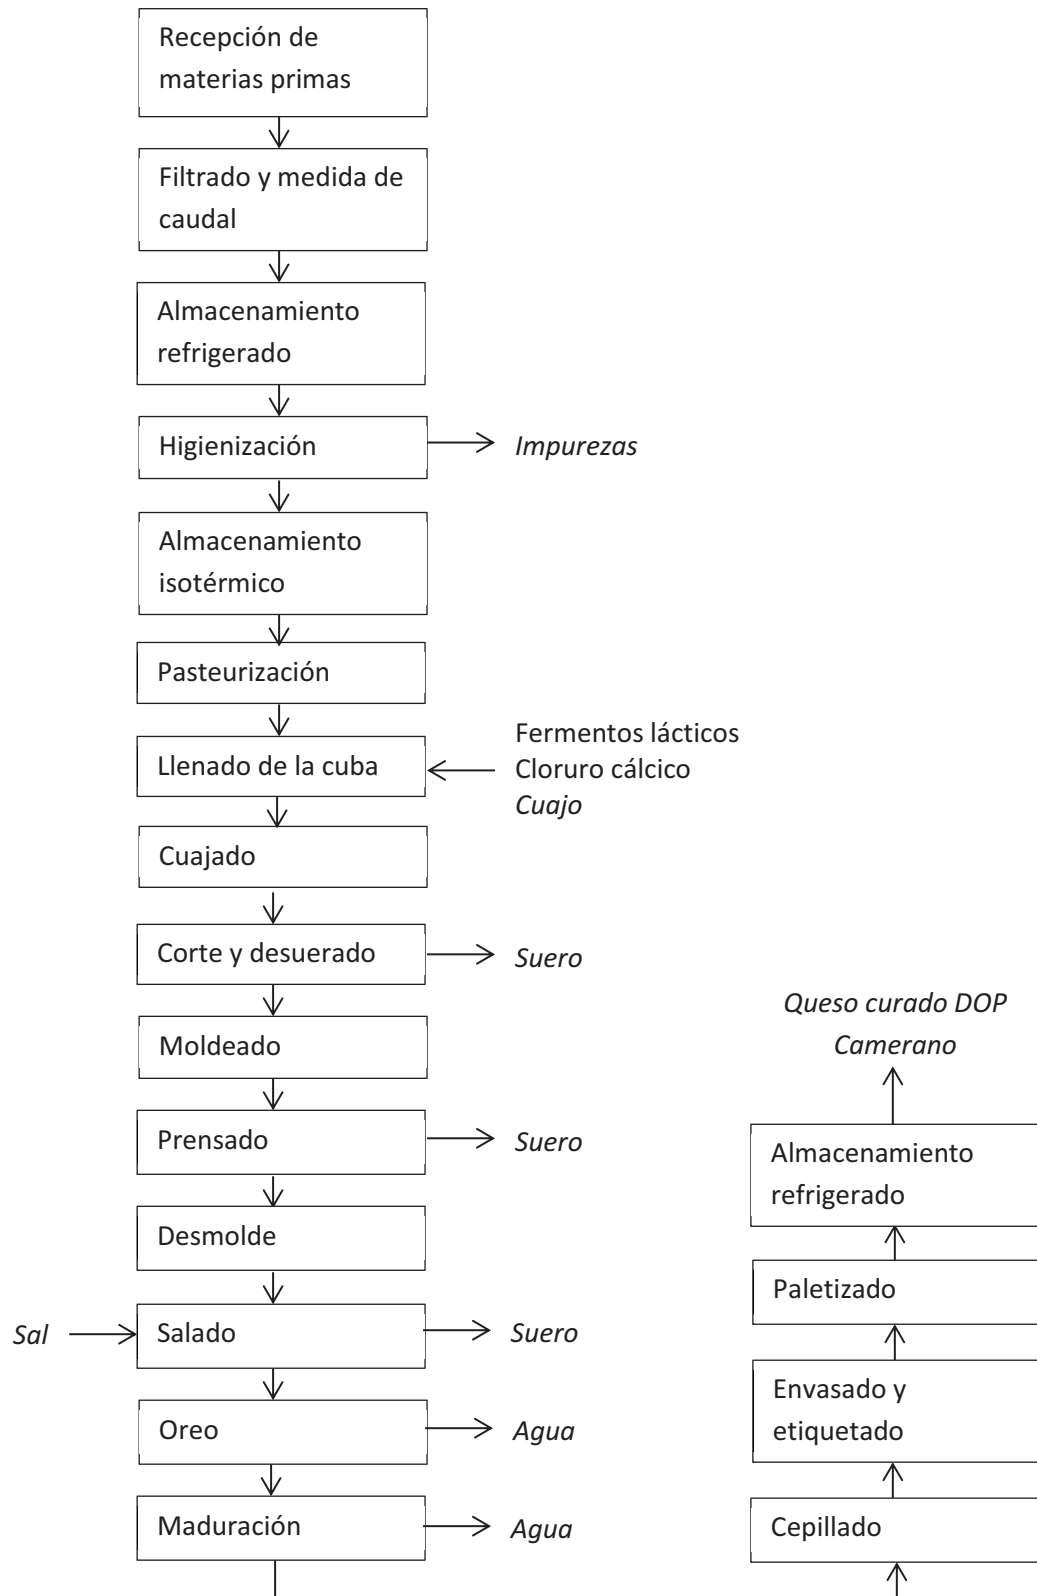 Recepción de
materias primas
Filtrado y medida de
caudal
Almacenamiento
refrigerado
Higienización
Impurezas
Almacenamiento
isotérmico
Pasteurización
Llenado de la cuba
Fermentos lácticos
Cloruro cálcico
Cuajo
Cuajado
Corte y desuerado
Suero
Moldeado
Prensado
Suero
Desmolde
Sal
Salado
Suero
Oreo
Agua
Maduración
Agua
Cepillado
Envasado y
etiquetado
Paletizado
Almacenamiento
refrigerado
Queso curado DOP
Camerano